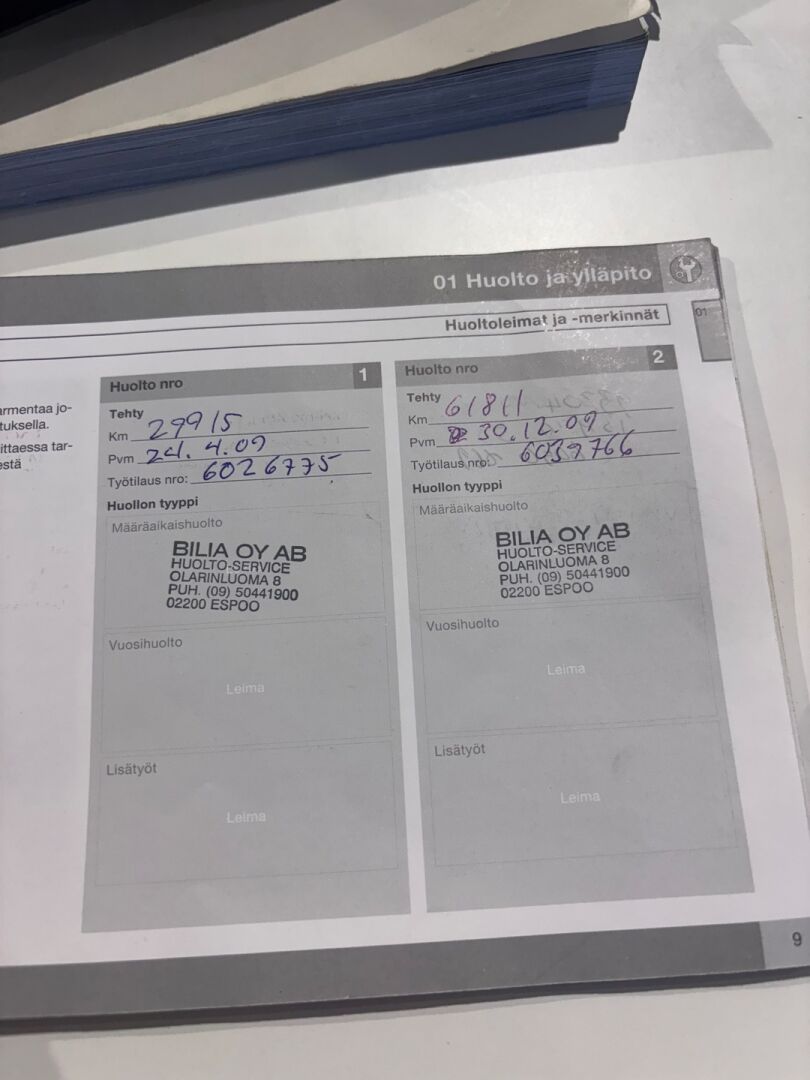 01 Huolto ja ylläpito
Huoltoleimat ja -merkinnät
01
armentaa jo-
tuksella.
ittaessa tar-
estä
Huolto nro 1
Tehty
Km 29915
Pvm 24.4.09
Työtilaus nro: 6026775
Huollon tyyppi
Määräaikaishuolto
BILIA OY AB
HUOLTO-SERVICE
OLARINLUOMA 8
PUH. (09) 50441900
02200 ESPOO
Vuosihuolto
Leima
Lisätyöt
Leima
Huolto nro 2
Tehty
Km 61811
Pvm 30.12.09
Työtilaus nro: 6039766
Huollon tyyppi
Määräaikaishuolto
BILIA OY AB
HUOLTO-SERVICE
OLARINLUOMA 8
PUH. (09) 50441900
02200 ESPOO
Vuosihuolto
Leima
Lisätyöt
Leima
9